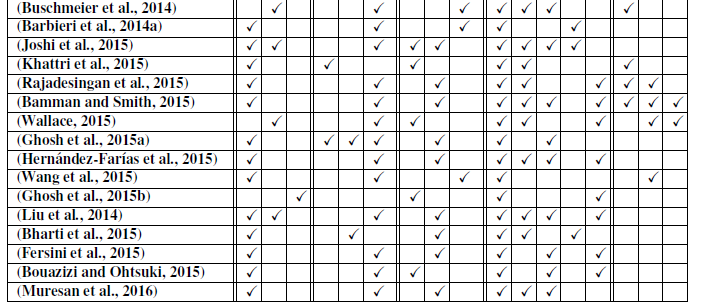 (Buschmeier et al., 2014) ✓ ✓ ✓ ✓ ✓ ✓ ✓
(Barbieri et al., 2014a) ✓ ✓ ✓ ✓ ✓
(Joshi et al., 2015) ✓ ✓ ✓ ✓ ✓ ✓ ✓ ✓ ✓
(Khattri et al., 2015) ✓ ✓ ✓ ✓ ✓ ✓
(Rajadesingan et al., 2015) ✓ ✓ ✓ ✓ ✓ ✓ ✓ ✓
(Bamman and Smith, 2015) ✓ ✓ ✓ ✓ ✓ ✓ ✓ ✓ ✓ ✓
(Wallace, 2015) ✓ ✓ ✓ ✓ ✓ ✓ ✓ ✓
(Ghosh et al., 2015a) ✓ ✓ ✓ ✓ ✓ ✓ ✓
(Hernández-Farías et al., 2015) ✓ ✓ ✓ ✓ ✓ ✓ ✓
(Wang et al., 2015) ✓ ✓ ✓ ✓ ✓
(Ghosh et al., 2015b) ✓ ✓ ✓ ✓
(Liu et al., 2014) ✓ ✓ ✓ ✓ ✓ ✓ ✓ ✓
(Bharti et al., 2015) ✓ ✓ ✓ ✓ ✓ ✓
(Fersini et al., 2015) ✓ ✓ ✓ ✓ ✓ ✓
(Bouazizi and Ohtsuki, 2015) ✓ ✓ ✓ ✓ ✓ ✓
(Muresan et al., 2016) ✓ ✓ ✓ ✓ ✓ ✓